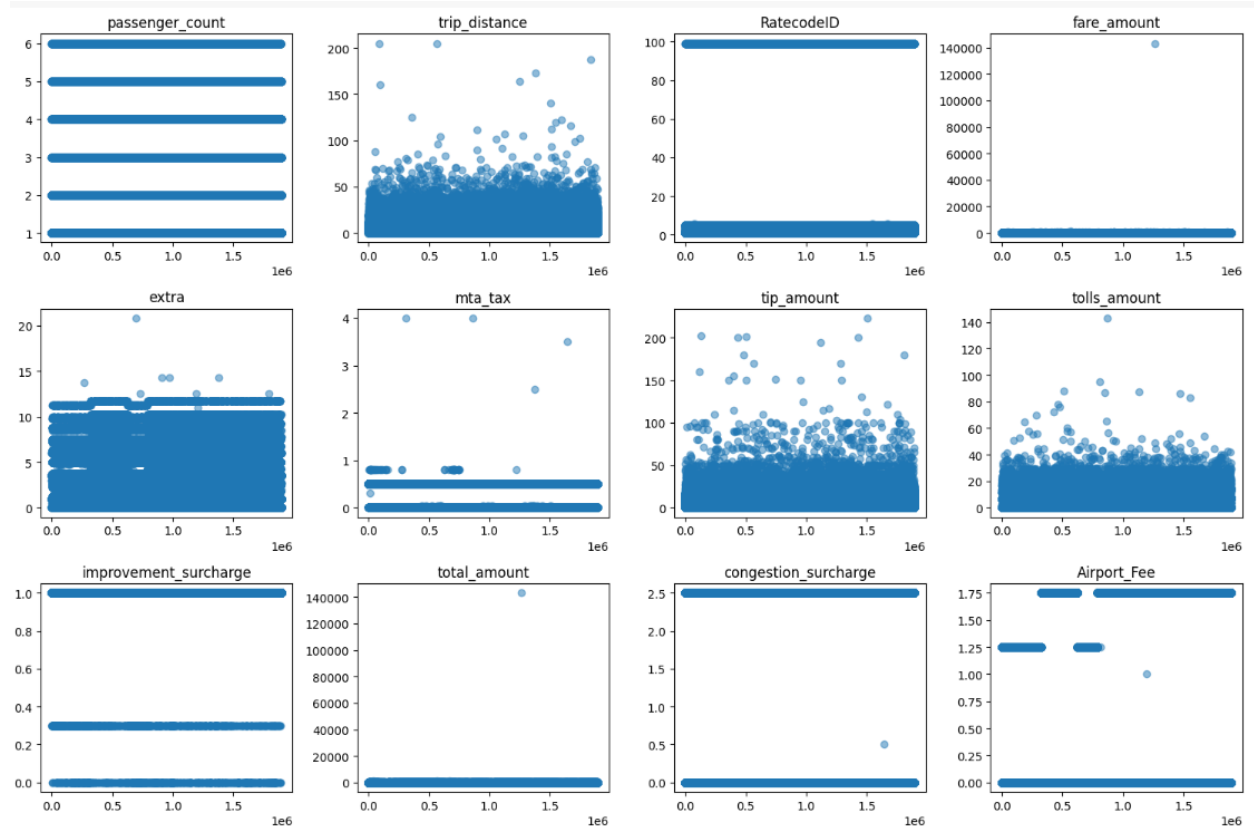 passenger_count
6
5
4
3
2
1
0.0 0.5 1.0 1.5
1e6
trip_distance
200
150
100
50
0
0.0 0.5 1.0 1.5
1e6
RatecodeID
100
80
60
40
20
0
0.0 0.5 1.0 1.5
1e6
fare_amount
140000
120000
100000
80000
60000
40000
20000
0
0.0 0.5 1.0 1.5
1e6
extra
20
15
10
5
0
0.0 0.5 1.0 1.5
1e6
mta_tax
4
3
2
1
0
0.0 0.5 1.0 1.5
1e6
tip_amount
200
150
100
50
0
0.0 0.5 1.0 1.5
1e6
tolls_amount
140
120
100
80
60
40
20
0
0.0 0.5 1.0 1.5
1e6
improvement_surcharge
1.0
0.8
0.6
0.4
0.2
0.0
0.0 0.5 1.0 1.5
1e6
total_amount
140000
120000
100000
80000
60000
40000
20000
0
0.0 0.5 1.0 1.5
1e6
congestion_surcharge
2.5
2.0
1.5
1.0
0.5
0.0
0.0 0.5 1.0 1.5
1e6
Airport_Fee
1.75
1.50
1.25
1.00
0.75
0.50
0.25
0.00
0.0 0.5 1.0 1.5
1e6